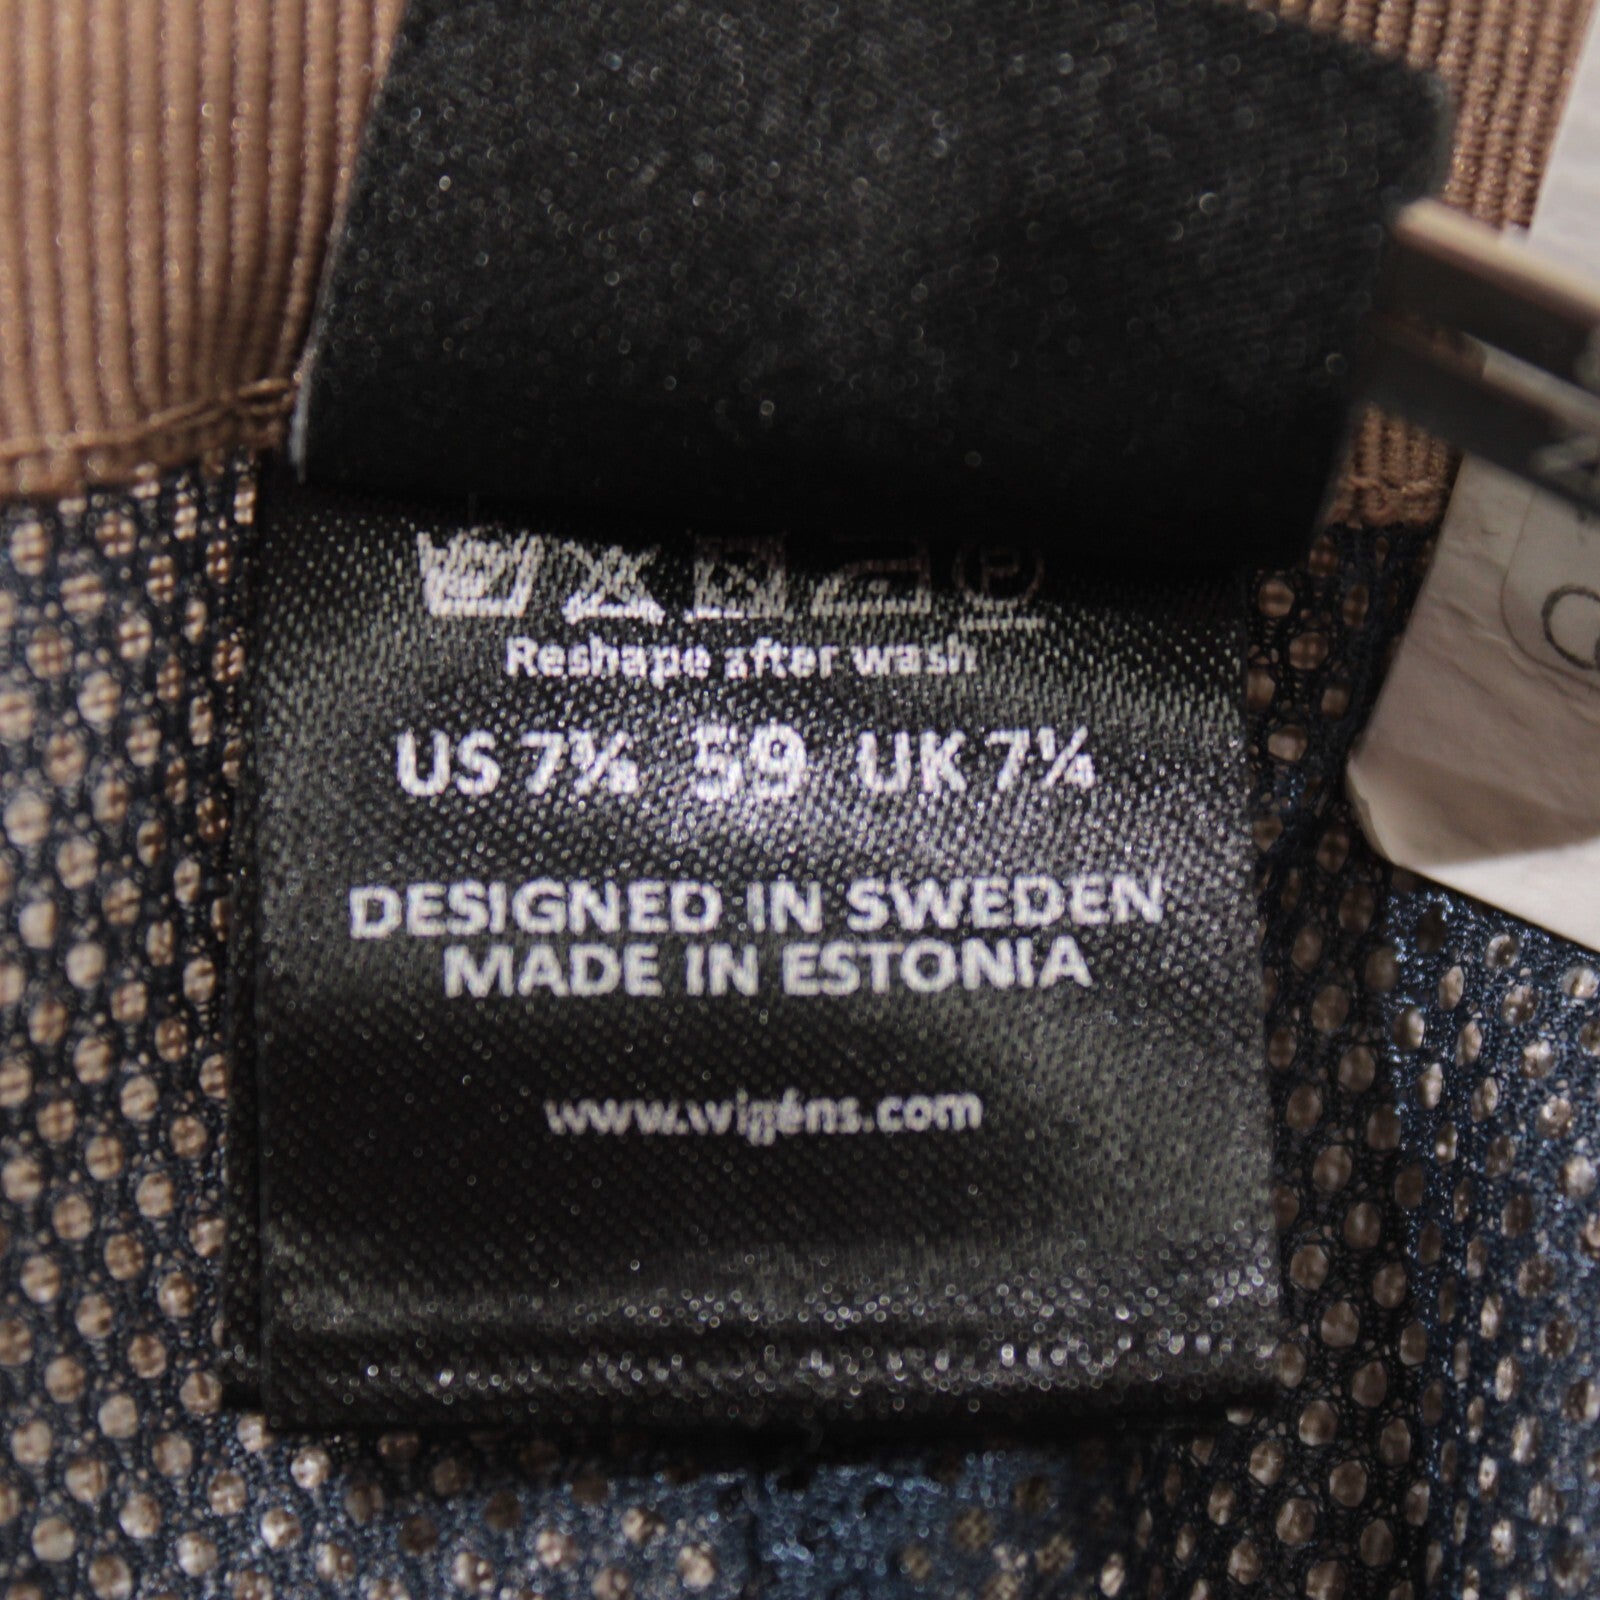 P
Reshape after wash
US 7⅜ 59 UK 7¼
DESIGNED IN SWEDEN
MADE IN ESTONIA
www.wigéns.com